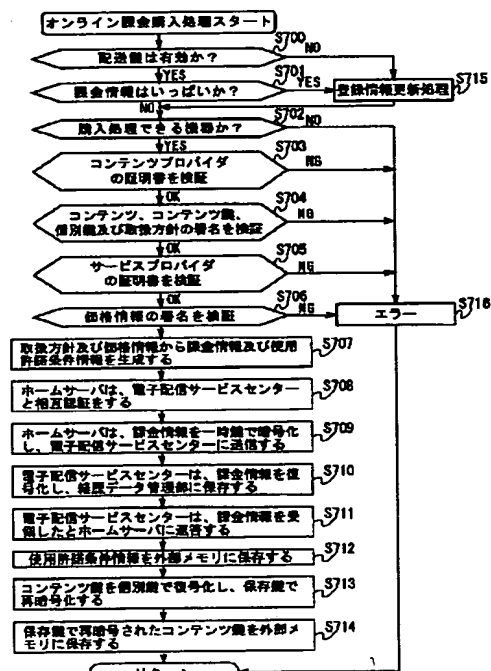 オンライン課金購入処理スタート
S700
配送鍵は有効か?
NO
YES
S701
課金情報はいっぱいか?
YES
S715
登録情報更新処理
NO
S702
購入処理できる機器か?
NO
YES
S703
コンテンツプロバイダ
の証明書を検証
NG
OK
S704
コンテンツ、コンテンツ鍵、
個別鍵及び取扱方針の署名を検証
NG
OK
S705
サービスプロバイダ
の証明書を検証
NG
OK
S706
価格情報の署名を検証
NG
S716
エラー
S707
取扱方針及び価格情報から課金情報及び使用
許諾条件情報を生成する
S708
ホームサーバは、電子配信サービスセンター
と相互認証をする
S709
ホームサーバは、課金情報を一時鍵で暗号化
し、電子配信サービスセンターに送信する
S710
電子配信サービスセンターは、課金情報を復
号化し、経歴データ管理部に保存する
S711
電子配信サービスセンターは、課金情報を受
領したとホームサーバに返答する
S712
使用許諾条件情報を外部メモリに保存する
S713
コンテンツ鍵を個別鍵で復号化し、保存鍵で
再暗号化する
S714
保存鍵で再暗号されたコンテンツ鍵を外部メ
モリに保存する
リターン